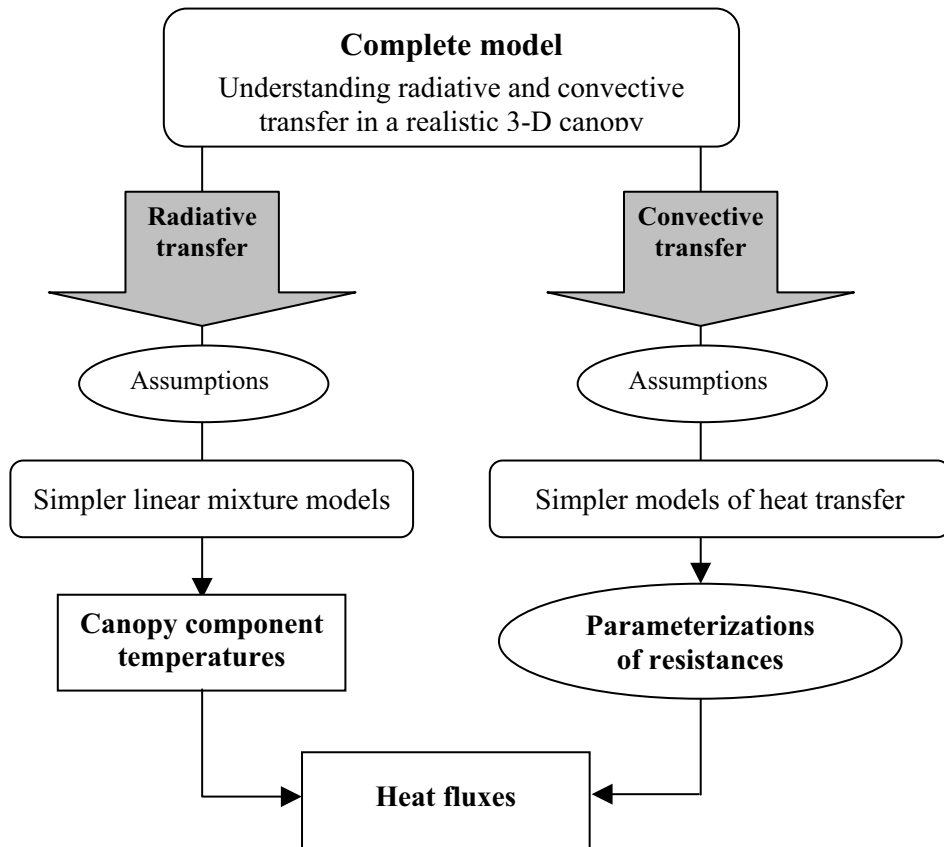 Complete model
Understanding radiative and convective
transfer in a realistic 3-D canopy
Radiative
transfer
Convective
transfer
Assumptions
Assumptions
Simpler linear mixture models
Simpler models of heat transfer
Canopy component
temperatures
Parameterizations
of resistances
Heat fluxes